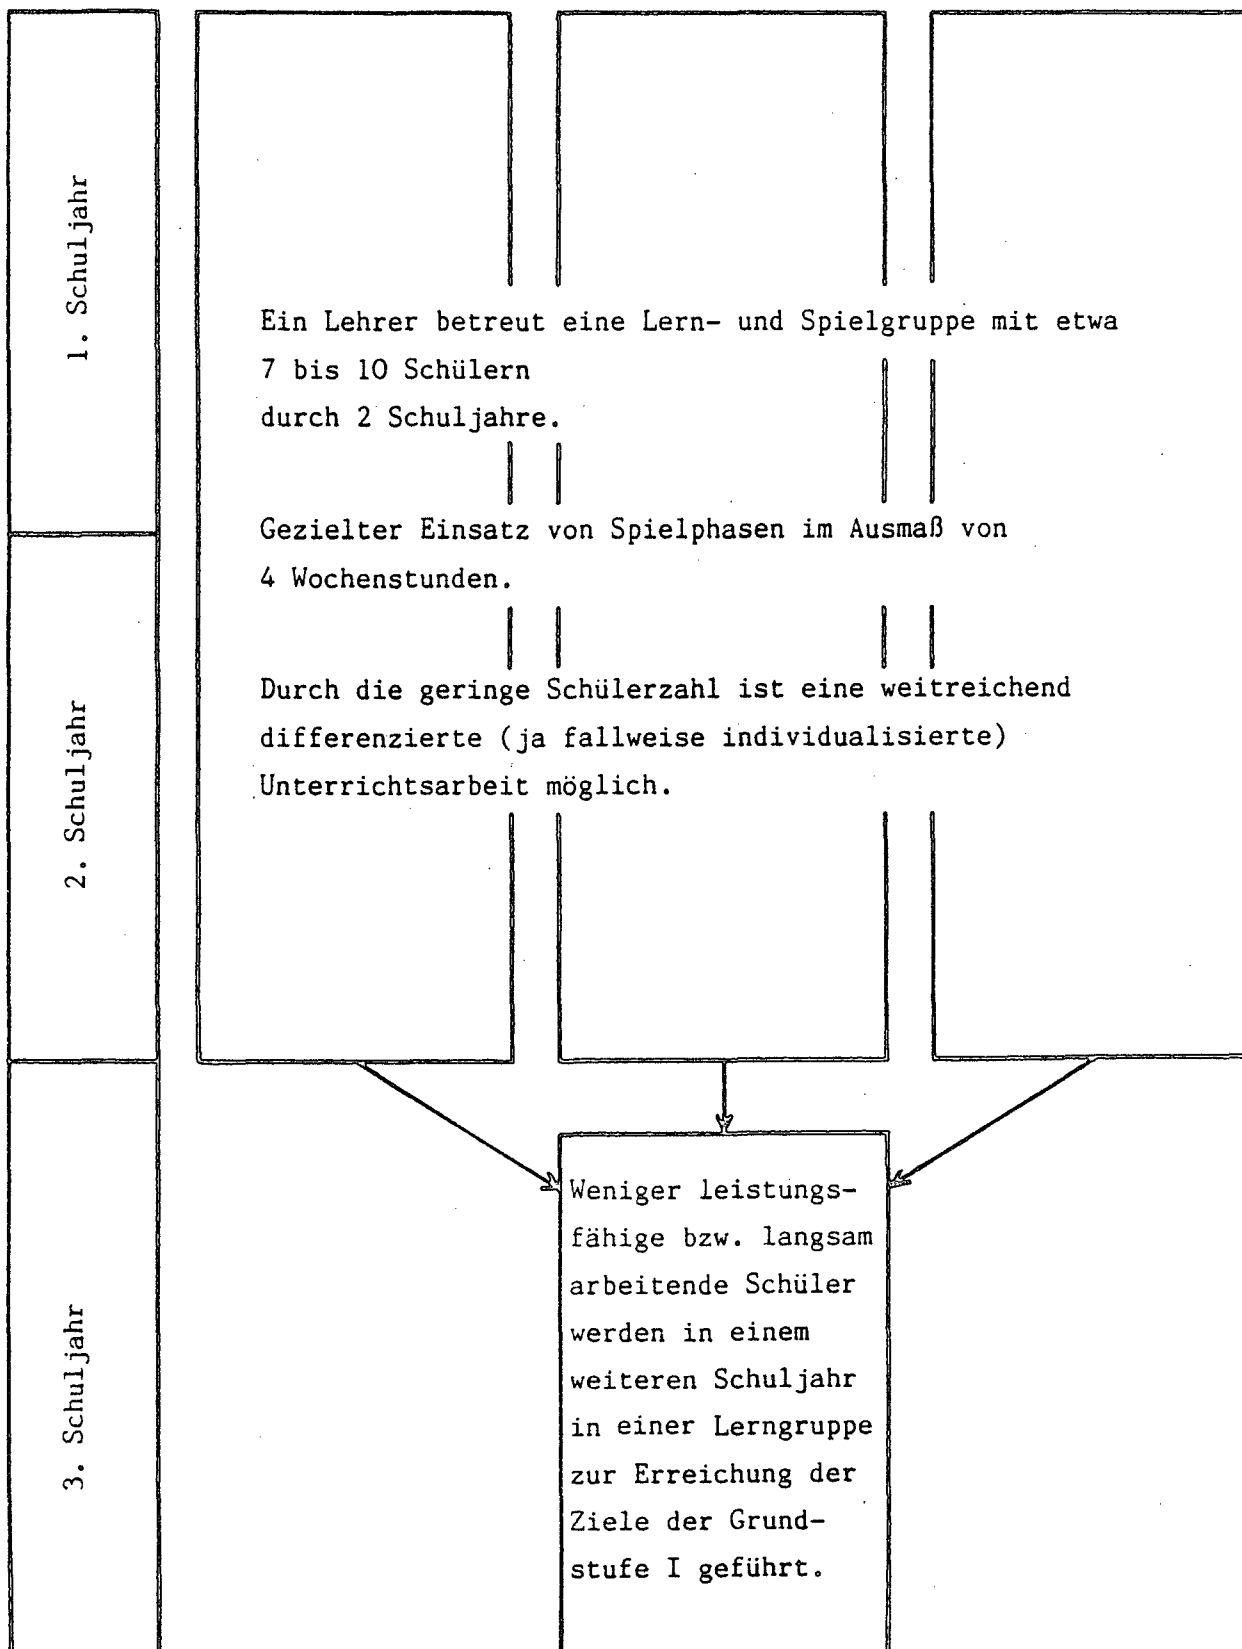 1. Schuljahr
Ein Lehrer betreut eine Lern- und Spielgruppe mit etwa
7 bis 10 Schülern
durch 2 Schuljahre.
Gezielter Einsatz von Spielphasen im Ausmaß von
4 Wochenstunden.
2. Schuljahr
Durch die geringe Schülerzahl ist eine weitreichend
differenzierte (ja fallweise individualisierte)
Unterrichtsarbeit möglich.
3. Schuljahr
Weniger leistungs-
fähige bzw. langsam
arbeitende Schüler
werden in einem
weiteren Schuljahr
in einer Lerngruppe
zur Erreichung der
Ziele der Grund-
stufe I geführt.